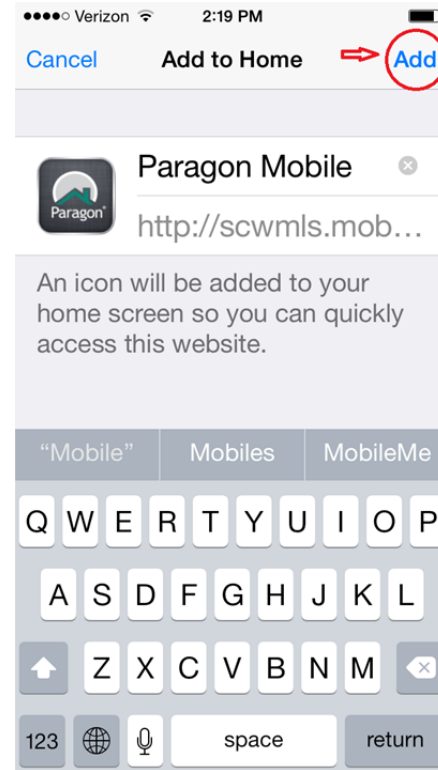 Verizon 2:19 PM
Cancel Add to Home Add
Paragon Mobile
Paragon®
http://scwmls.mob...
An icon will be added to your
home screen so you can quickly
access this website.
“Mobile” Mobiles MobileMe
Q W E R T Y U I O P
A S D F G H J K L
Z X C V B N M
123 space return